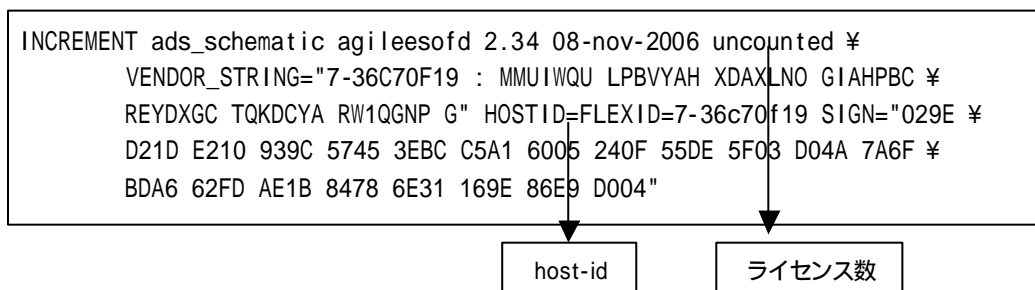 INCREMENT ads_schematic agileesofd 2.34 08-nov-2006 uncounted ¥
VENDOR_STRING="7-36C70F19 : MMUIWQU LPBVYAH XDAXLNO GIAHPBC ¥
REYDXGC TQKDCYA RW1QGNP G" HOSTID=FLEXID=7-36c70f19 SIGN="029E ¥
D21D E210 939C 5745 3EBC C5A1 6005 240F 55DE 5F03 D04A 7A6F ¥
BDA6 62FD AE1B 8478 6E31 169E 86E9 D004"
host-id ライセンス数